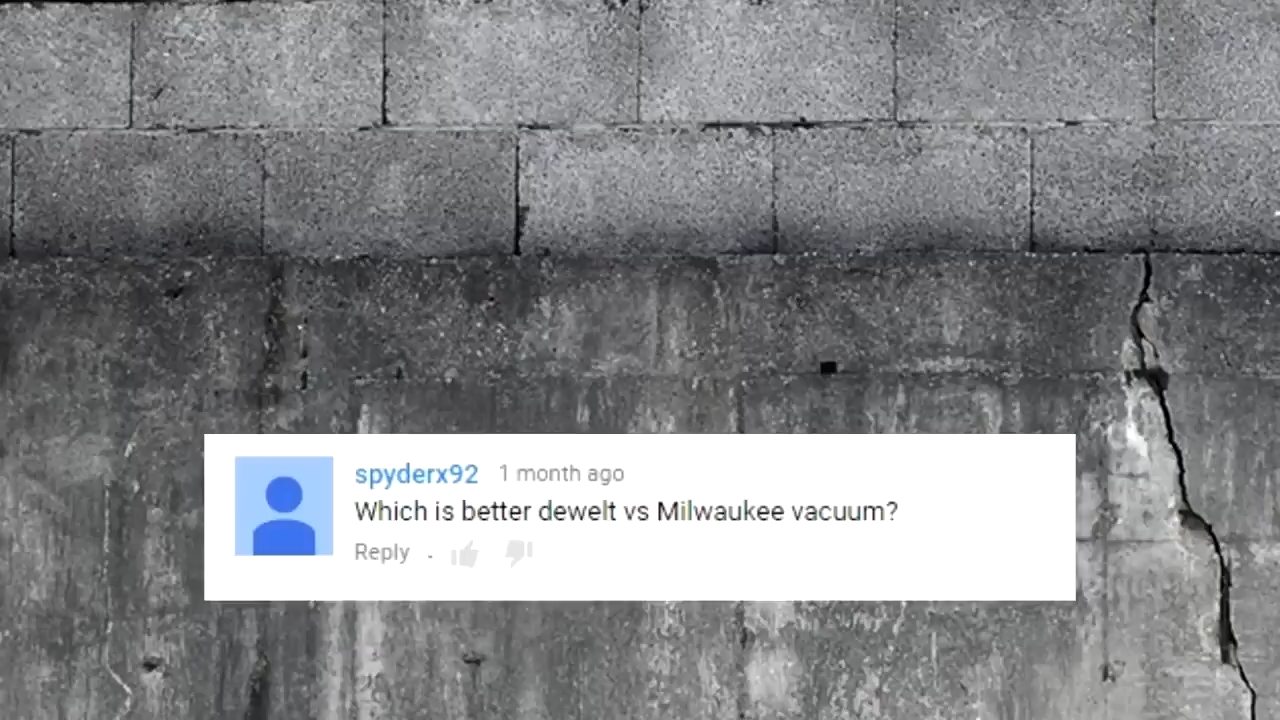 spyderx92 1 month ago
Which is better dewelt vs Milwaukee vacuum?
Reply .